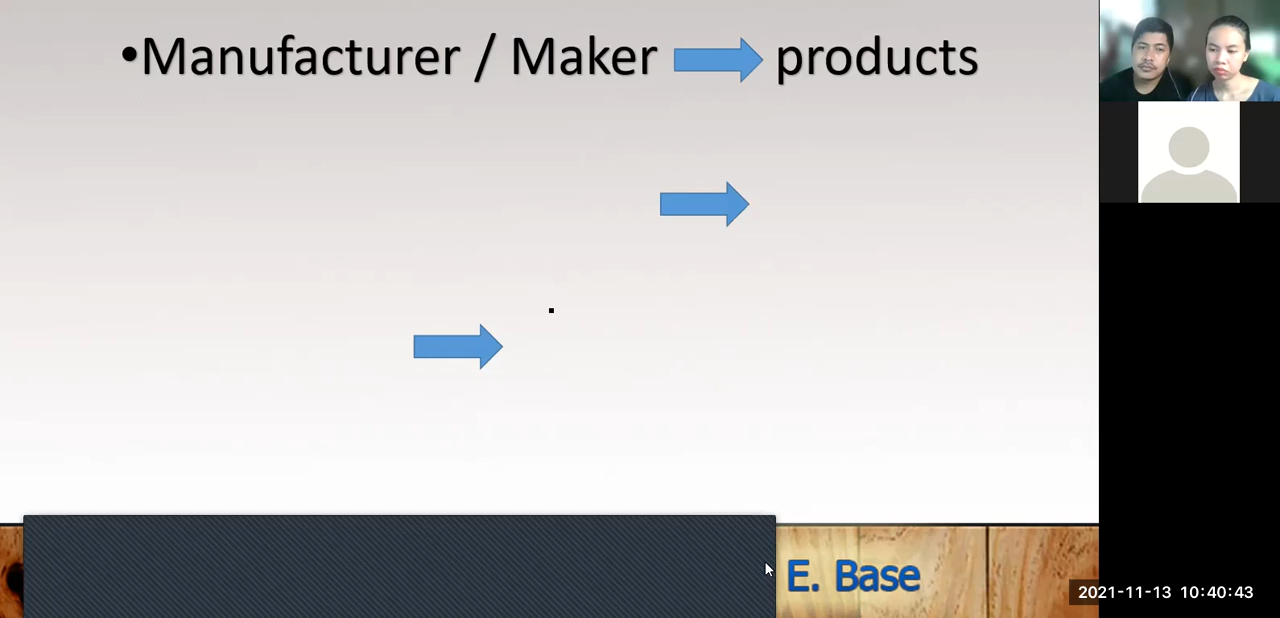 •Manufacturer / Maker products
E. Base
2021-11-13 10:40:43